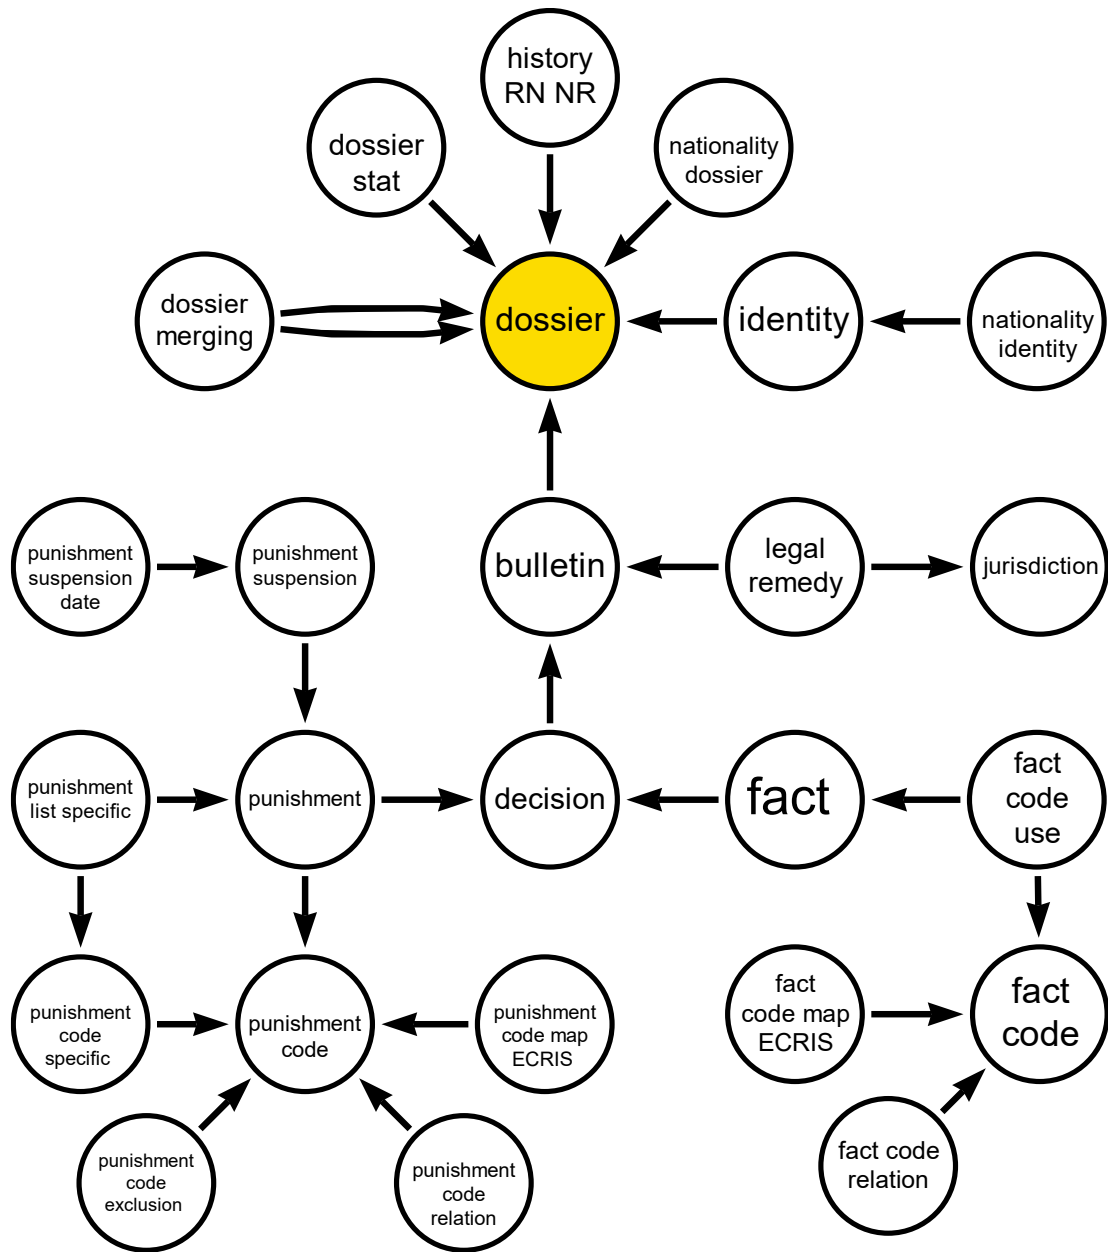 history
RN NR
dossier
stat
nationality
dossier
dossier
merging
dossier
identity
nationality
identity
punishment
suspension
date
punishment
suspension
bulletin
legal
remedy
jurisdiction
punishment
list specific
punishment
decision
fact
fact
code
use
punishment
code
specific
punishment
code
punishment
code map
ECRIS
fact
code map
ECRIS
fact
code
punishment
code
exclusion
punishment
code
relation
fact code
relation